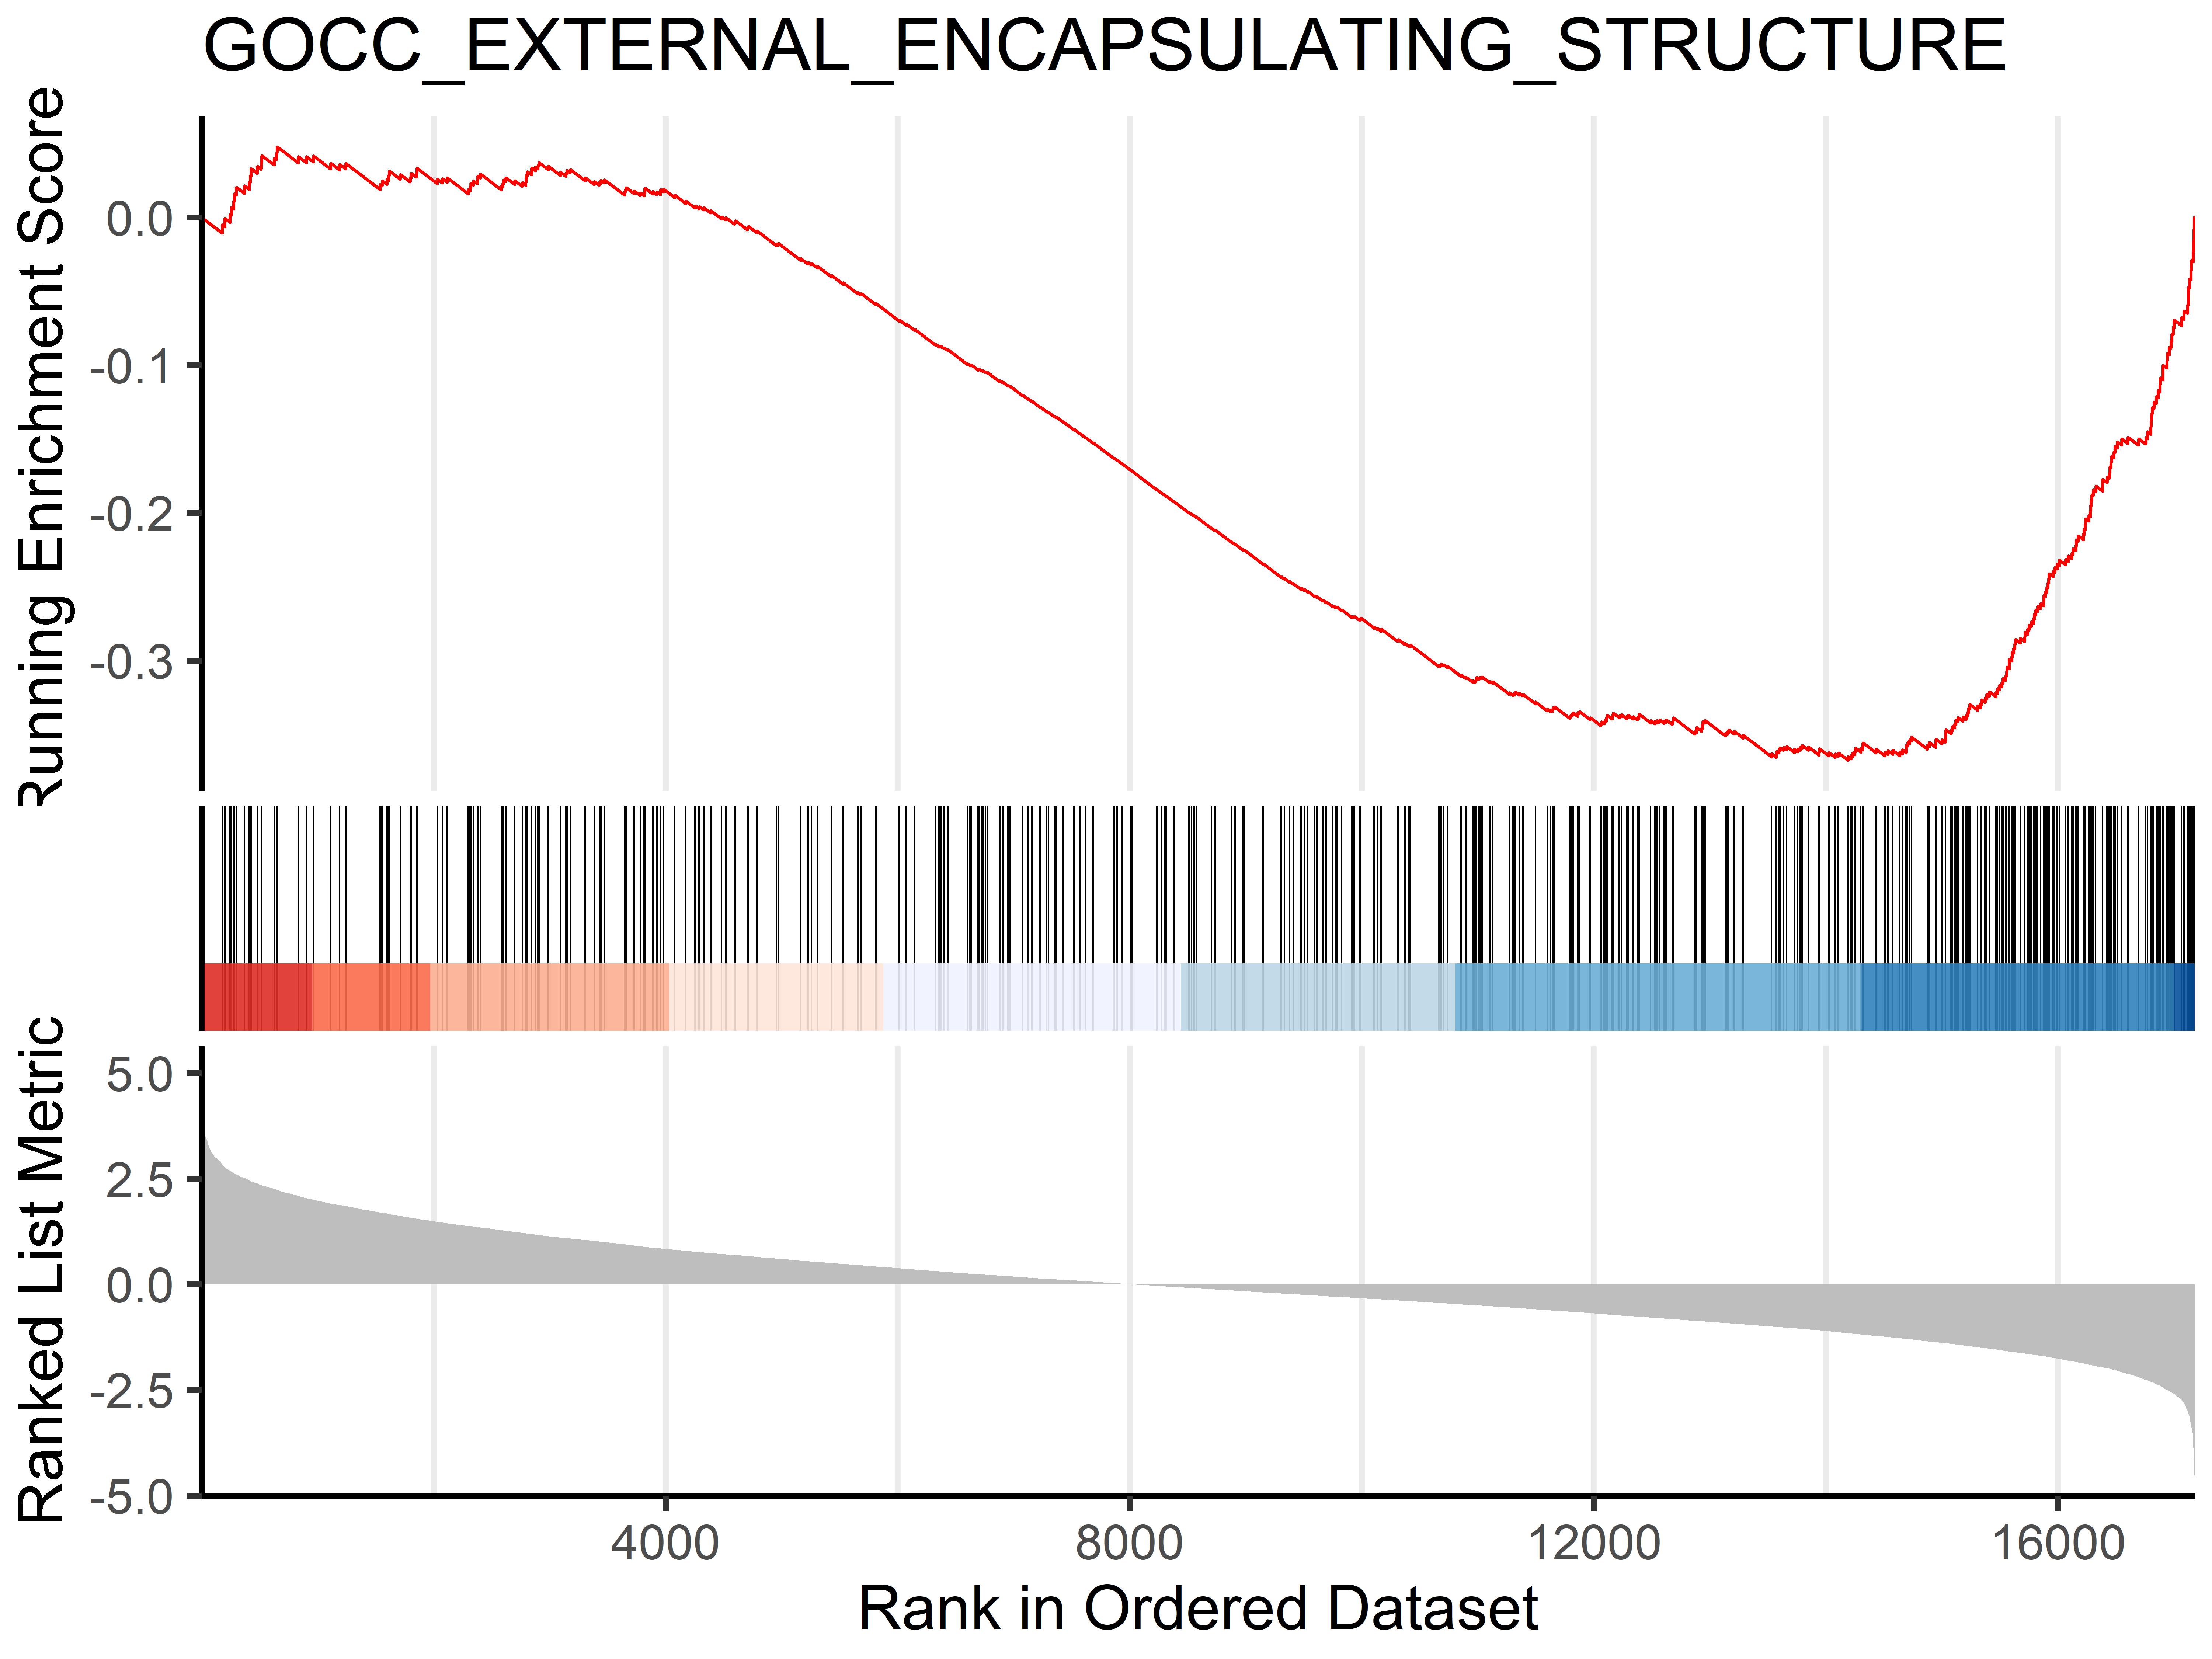 GOCC_EXTERNAL_ENCAPSULATING_STRUCTURE
Running Enrichment Score
0.0
-0.1
-0.2
-0.3
Ranked List Metric
5.0
2.5
0.0
-2.5
-5.0
4000 8000 12000 16000
Rank in Ordered Dataset